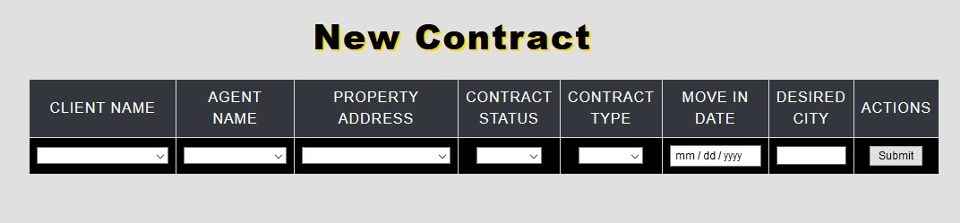 New Contract
CLIENT NAME
AGENT
NAME
PROPERTY
ADDRESS
CONTRACT
STATUS
CONTRACT
TYPE
MOVE IN
DATE
DESIRED
CITY
ACTIONS
mm / dd / yyyy
Submit